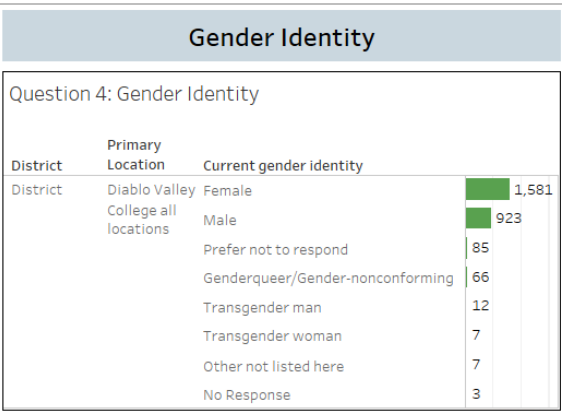 Gender Identity
Question 4: Gender Identity
District Primary Location Current gender identity
District Diablo Valley College all locations Female 1,581
Male 923
Prefer not to respond 85
Genderqueer/Gender-nonconforming 66
Transgender man 12
Transgender woman 7
Other not listed here 7
No Response 3